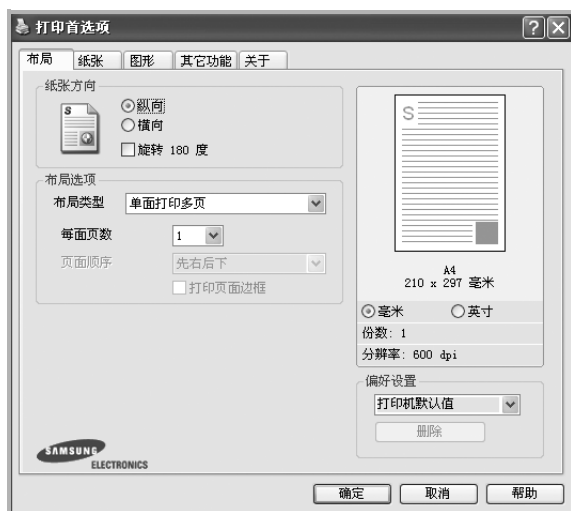 打印首选项
布局 纸张 图形 其它功能 关于
纸张方向
S
纵向
横向
旋转 180 度
布局选项
布局类型 单面打印多页
每面页数 1
页面顺序 先右后下
打印页面边框
S
A4
210 x 297 毫米
毫米 英寸
份数: 1
分辨率: 600 dpi
偏好设置
打印机默认值
删除
SAMSUNG
ELECTRONICS
确定 取消 帮助